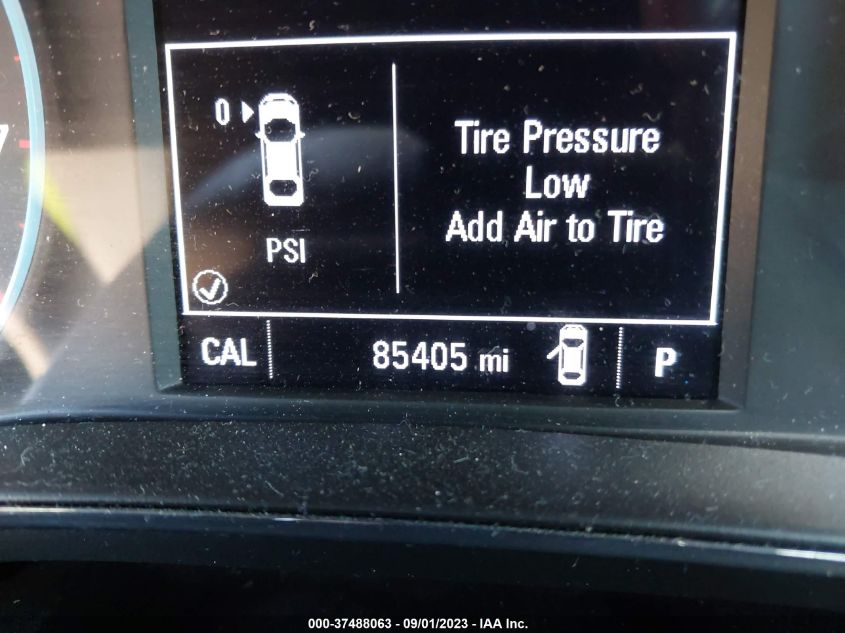 7
0
Tire Pressure
Low
Add Air to Tire
PSI
CAL 85405 mi P
000-37488063 - 09/01/2023 - IAA Inc.